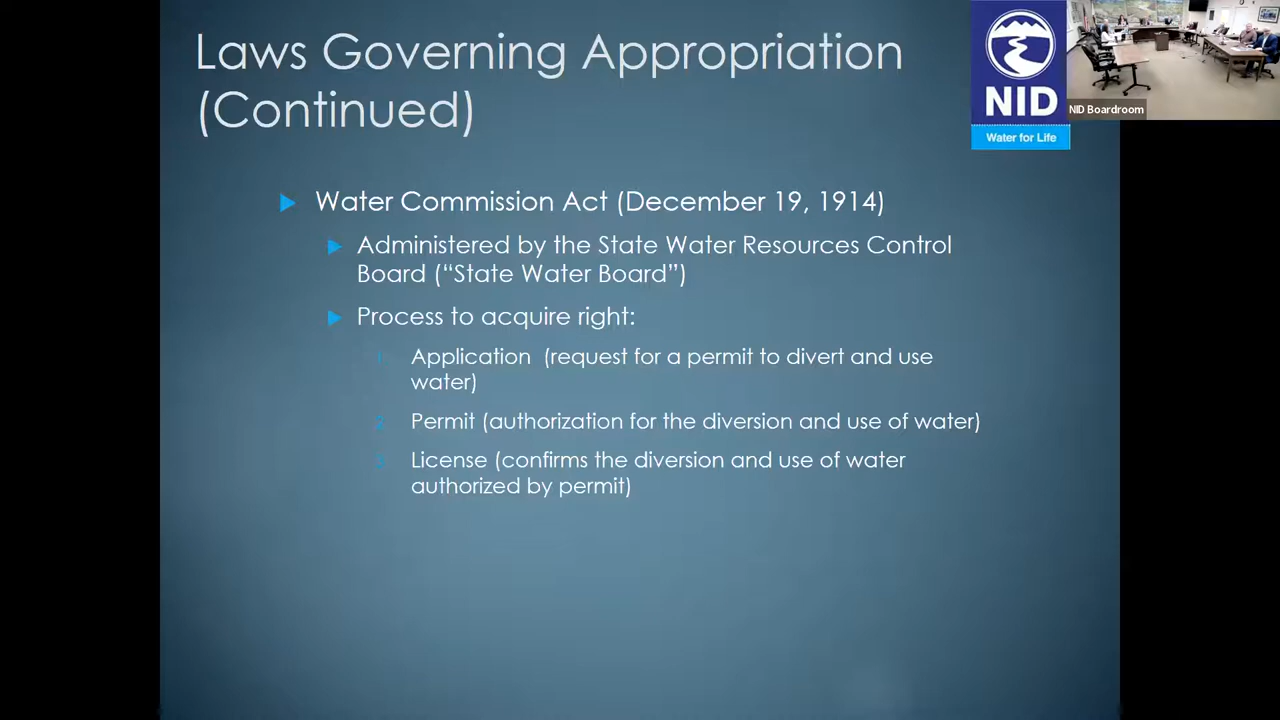 Laws Governing Appropriation
(Continued)
NID
Water for Life
NID Boardroom
Water Commission Act (December 19, 1914)
Administered by the State Water Resources Control
Board (“State Water Board”)
Process to acquire right:
1. Application (request for a permit to divert and use
water)
2. Permit (authorization for the diversion and use of water)
3. License (confirms the diversion and use of water
authorized by permit)